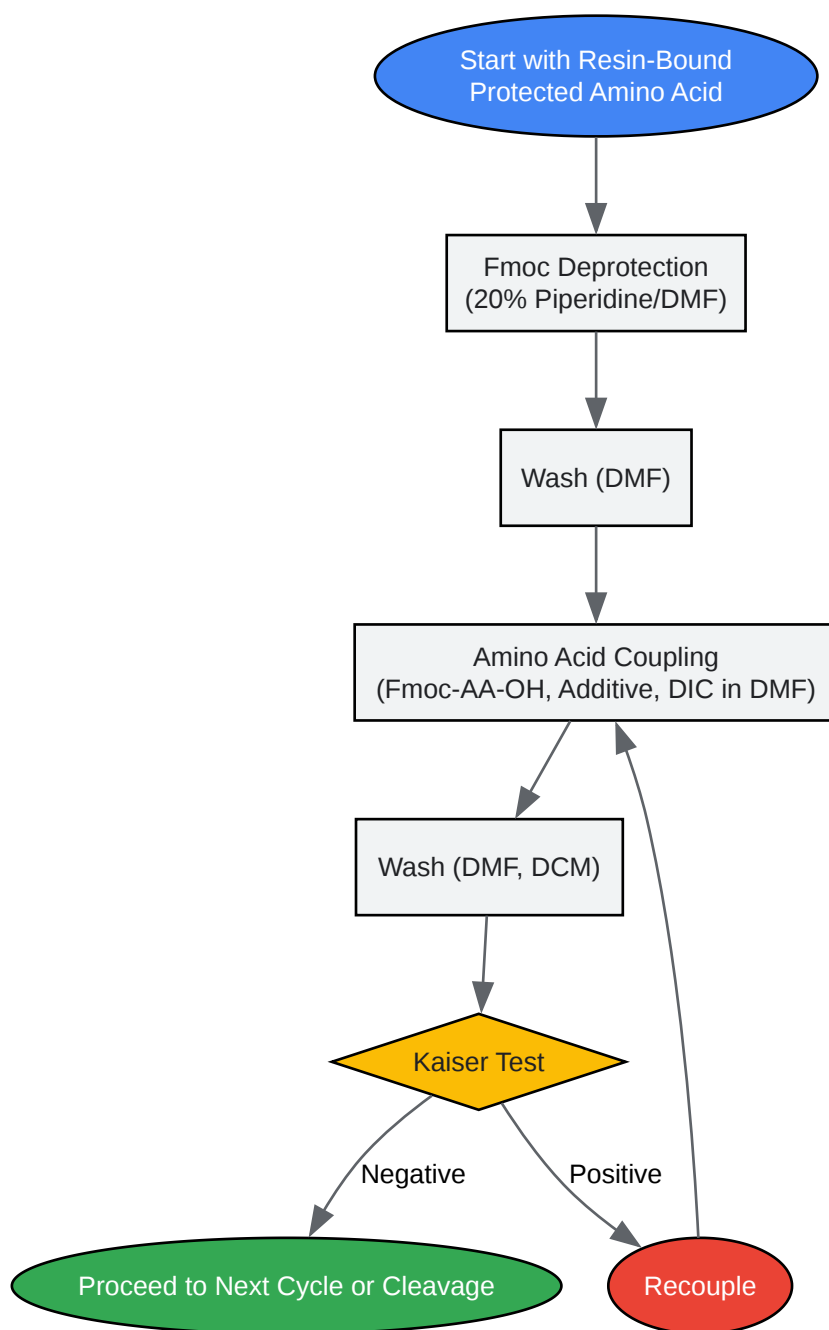 Start with Resin-Bound
Protected Amino Acid
Fmoc Deprotection
(20% Piperidine/DMF)
Wash (DMF)
Amino Acid Coupling
(Fmoc-AA-OH, Additive, DIC in DMF)
Wash (DMF, DCM)
Kaiser Test
Negative
Positive
Proceed to Next Cycle or Cleavage
Recouple